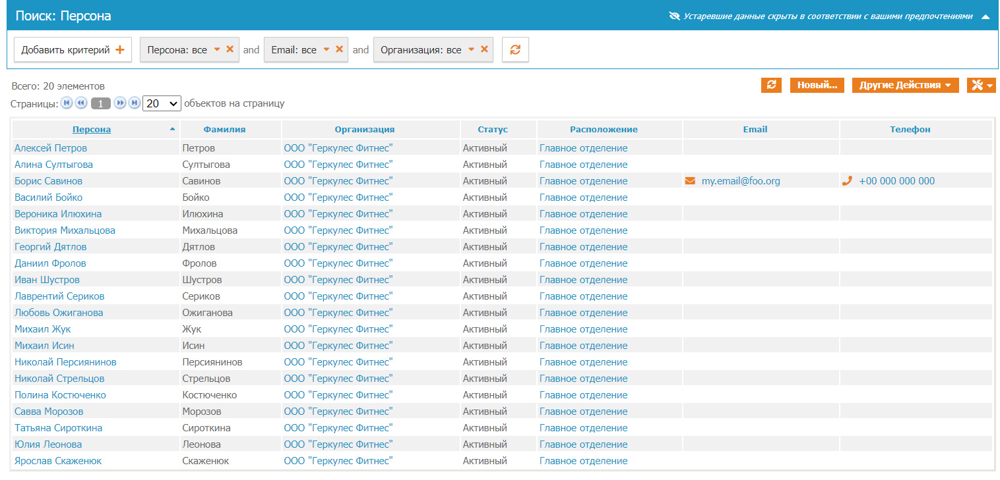 Поиск: Персона Устаревшие данные скрыты в соответствии с вашими предпочтениями
Добавить критерий Персона: все and Email: все and Организация: все
Всего: 20 элементов Новый... Другие Действия
Страницы: 1 20 объектов на страницу
Персона Фамилия Организация Статус Расположение Email Телефон
Алексей Петров Петров ООО "Геркулес Фитнес" Активный Главное отделение
Алина Султыгова Султыгова ООО "Геркулес Фитнес" Активный Главное отделение
Борис Савинов Савинов ООО "Геркулес Фитнес" Активный Главное отделение my.email@foo.org +00 000 000 000
Василий Бойко Бойко ООО "Геркулес Фитнес" Активный Главное отделение
Вероника Илюхина Илюхина ООО "Геркулес Фитнес" Активный Главное отделение
Виктория Михальцова Михальцова ООО "Геркулес Фитнес" Активный Главное отделение
Георгий Дятлов Дятлов ООО "Геркулес Фитнес" Активный Главное отделение
Даниил Фролов Фролов ООО "Геркулес Фитнес" Активный Главное отделение
Иван Шустров Шустров ООО "Геркулес Фитнес" Активный Главное отделение
Лаврентий Сериков Сериков ООО "Геркулес Фитнес" Активный Главное отделение
Любовь Ожиганова Ожиганова ООО "Геркулес Фитнес" Активный Главное отделение
Михаил Жук Жук ООО "Геркулес Фитнес" Активный Главное отделение
Михаил Исин Исин ООО "Геркулес Фитнес" Активный Главное отделение
Николай Персиянинов Персиянинов ООО "Геркулес Фитнес" Активный Главное отделение
Николай Стрельцов Стрельцов ООО "Геркулес Фитнес" Активный Главное отделение
Полина Костюченко Костюченко ООО "Геркулес Фитнес" Активный Главное отделение
Савва Морозов Морозов ООО "Геркулес Фитнес" Активный Главное отделение
Татьяна Сироткина Сироткина ООО "Геркулес Фитнес" Активный Главное отделение
Юлия Леонова Леонова ООО "Геркулес Фитнес" Активный Главное отделение
Ярослав Скаженюк Скаженюк ООО "Геркулес Фитнес" Активный Главное отделение